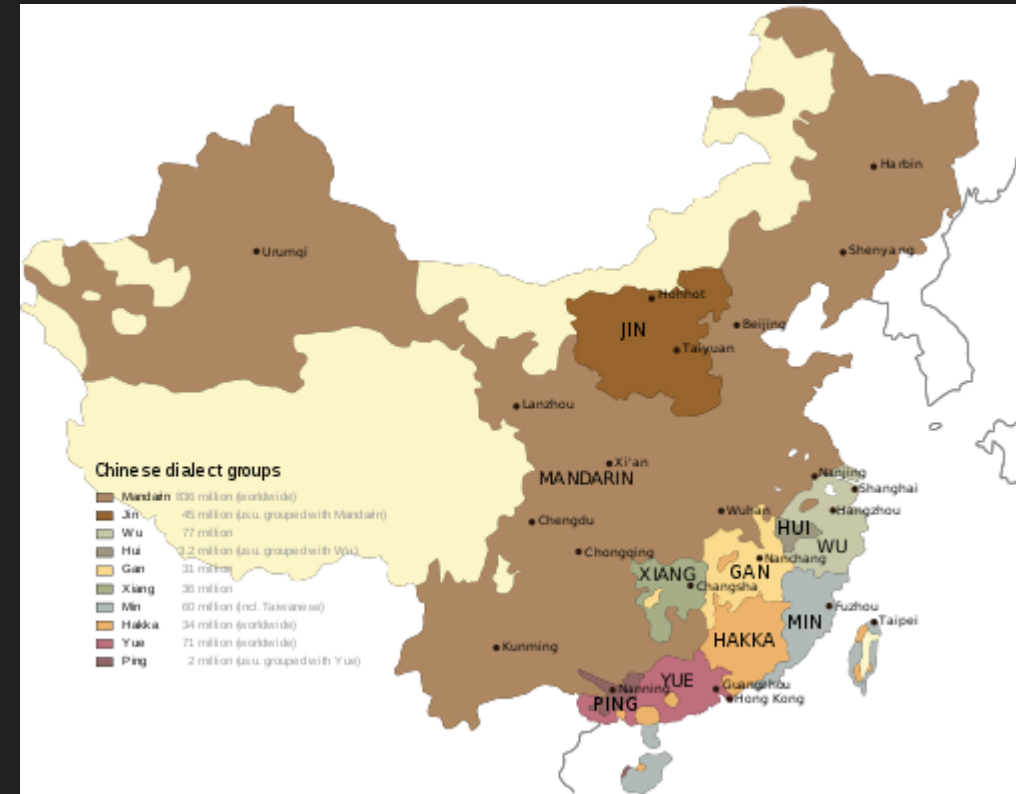 Harbin
Urumqi
Shenyang
Hohhot
JIN
Beijing
Taiyuan
Lanzhou
Chinese dialect groups
Xi'an
MANDARIN
Nanjing
Shanghai
Mandarin 836 million (worldwide)
Jin 45 million (usu. grouped with Mandarin)
Wu 77 million
Hui 3.2 million (usu. grouped with Wu)
Gan 31 million
Xiang 36 million
Min 60 million (incl. Taiwanese)
Hakka 34 million (worldwide)
Yue 71 million (worldwide)
Ping 2 million (usu. grouped with Yue)
Wuhan
Hangzhou
Chengdu
HUI
WU
Chongqing
Nanchang
XIANG
GAN
Changsha
Fuzhou
MIN
Taipei
HAKKA
Kunming
YUE
Guangzhou
Nanning
Hong Kong
PING